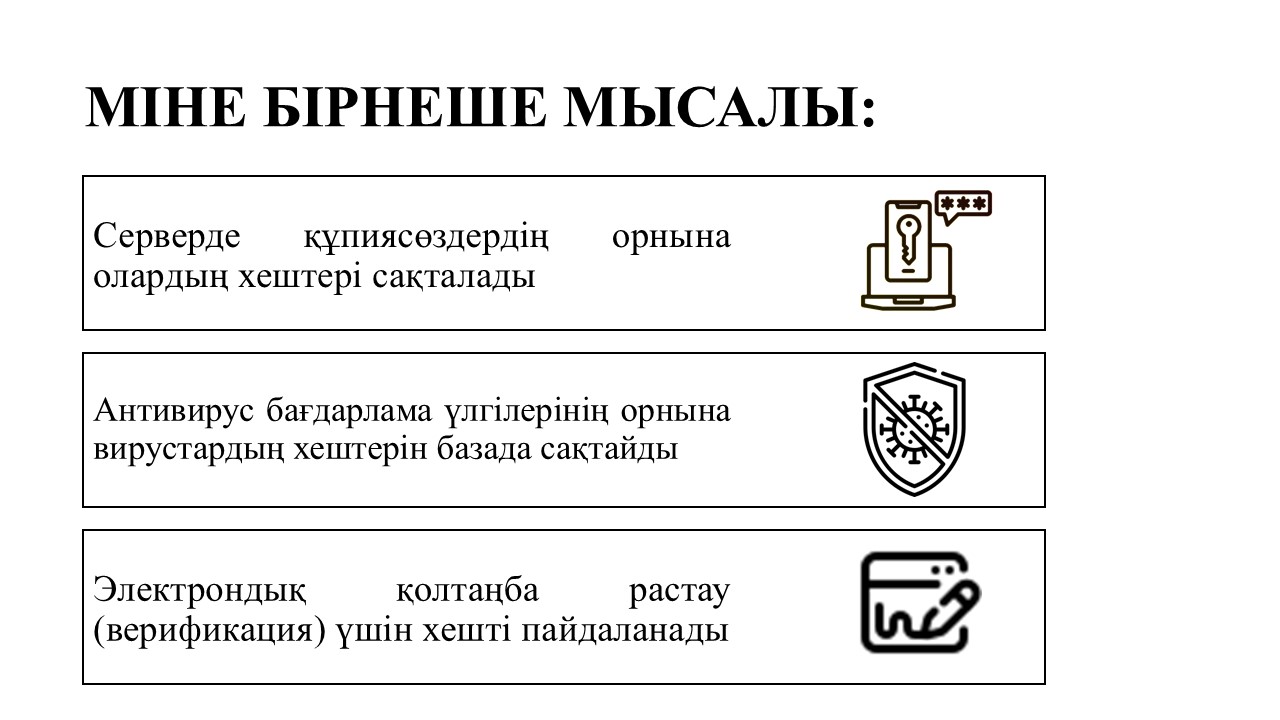 МІНЕ БІРНЕШЕ МЫСАЛЫ:
Серверде құпиясөздердің орнына
олардың хештері сақталады
***
Антивирус бағдарлама үлгілерінің орнына
вирустардың хештерін базада сақтайды
Электрондық қолтаңба растау
(верификация) үшін хешті пайдаланады